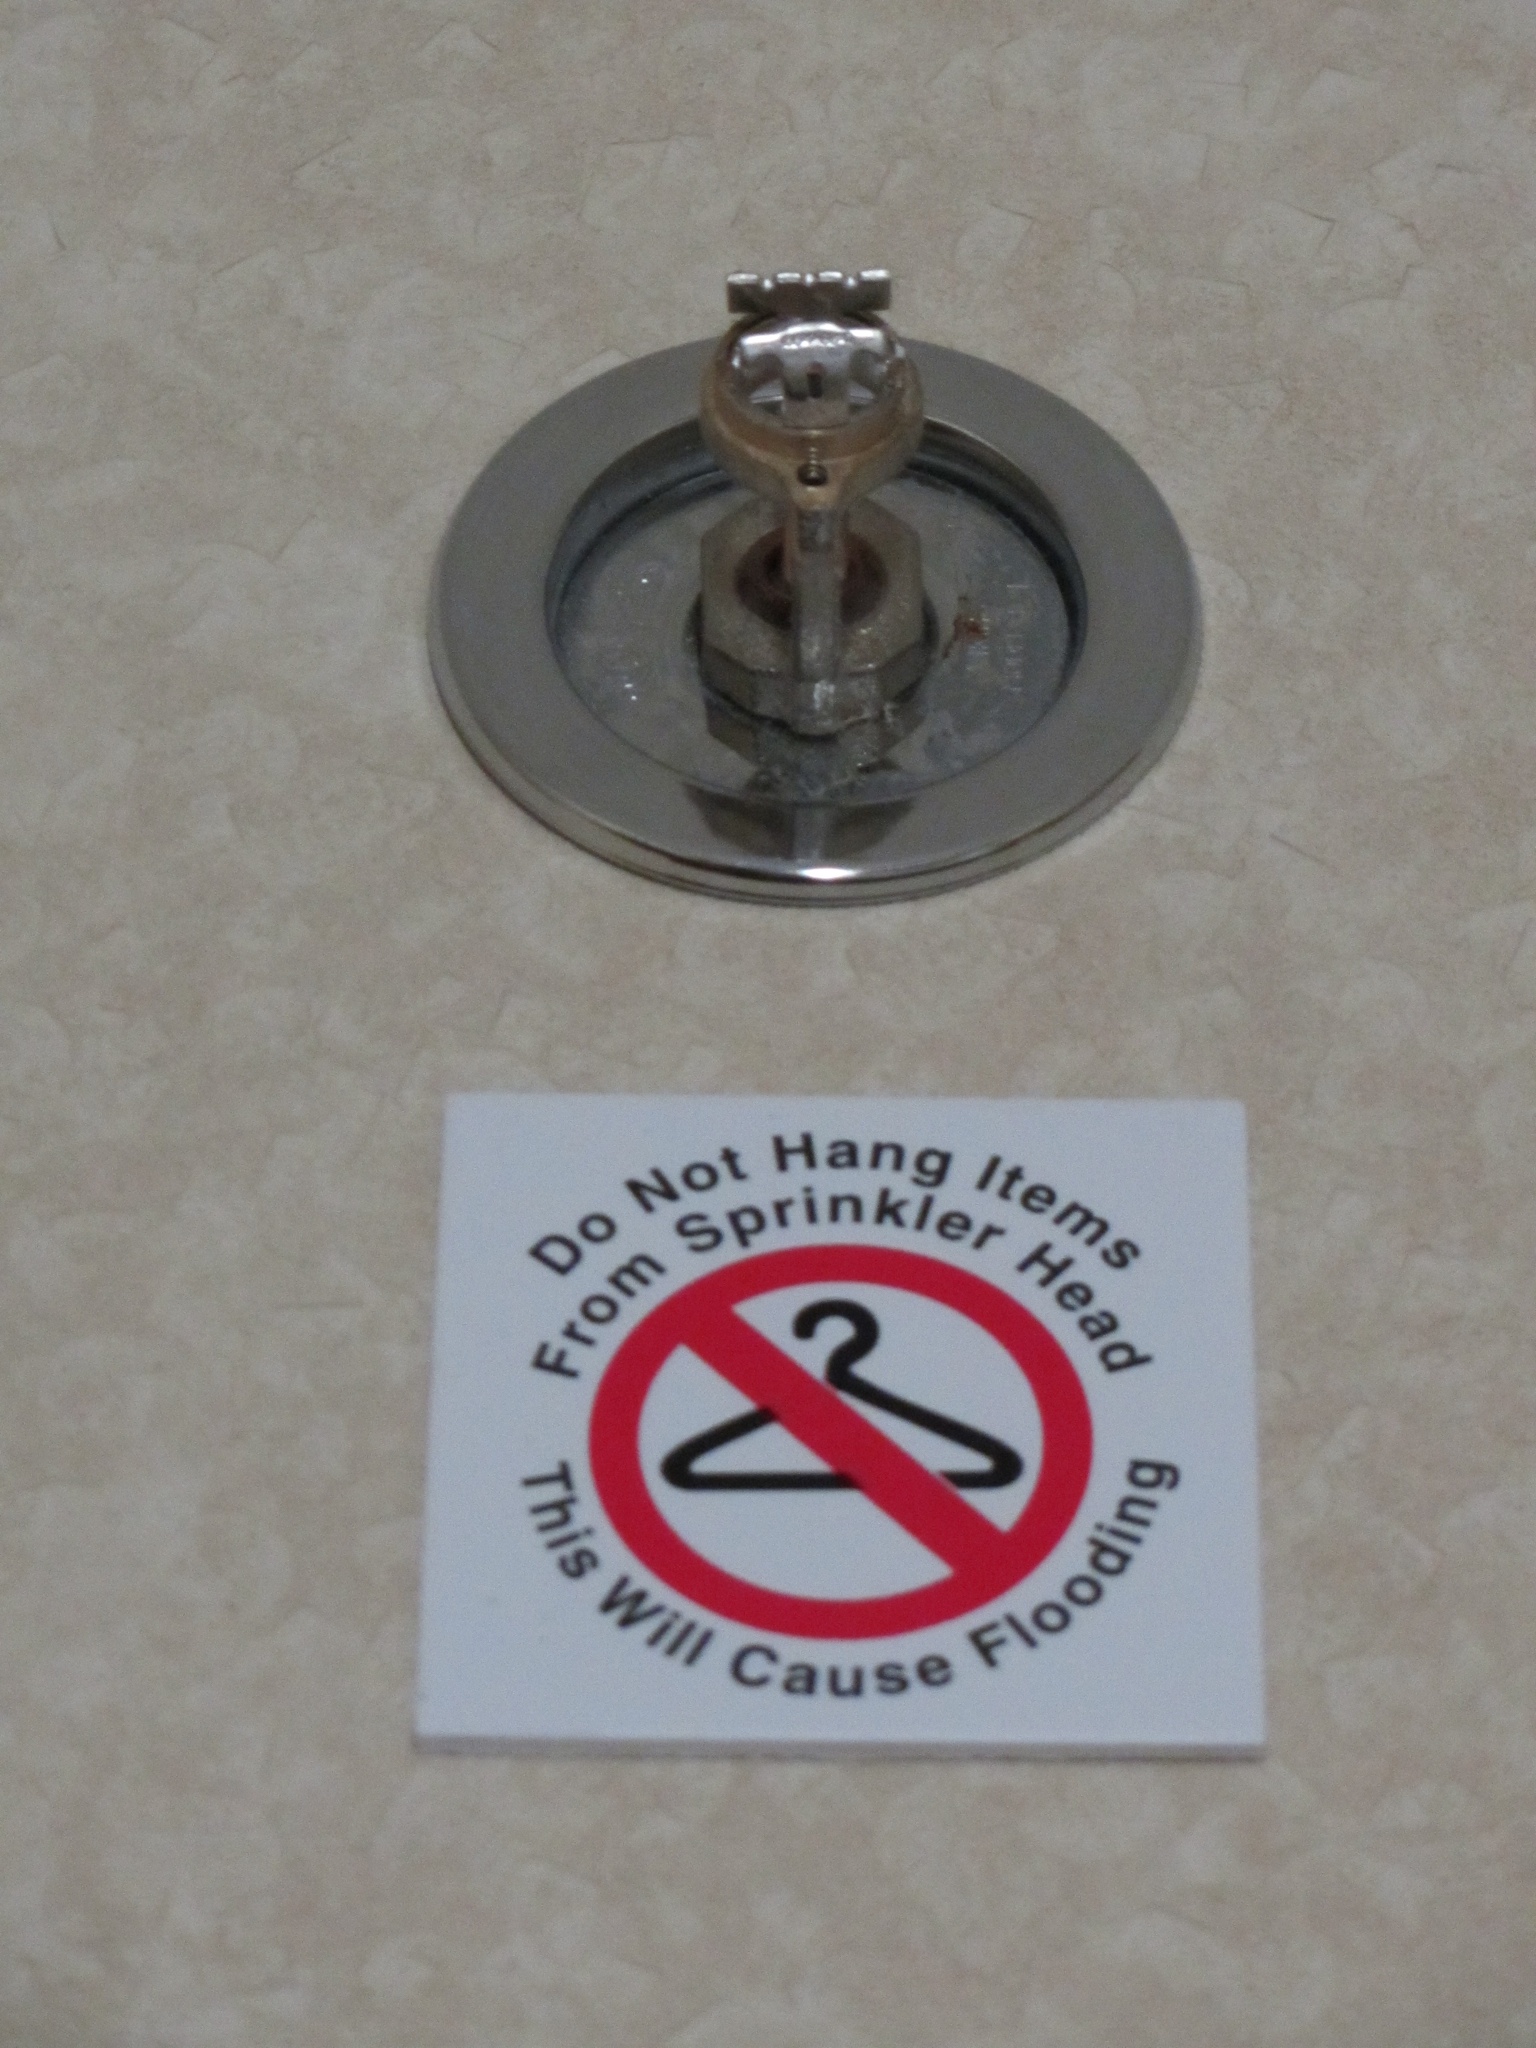 Do Not Hang Items
From Sprinkler Head
This Will Cause Flooding